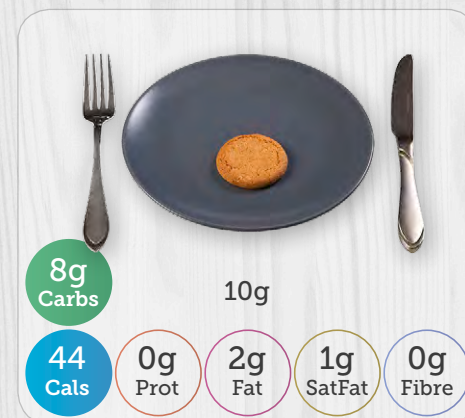 8g
Carbs
10g
44
Cals
0g
Prot
2g
Fat
1g
SatFat
0g
Fibre